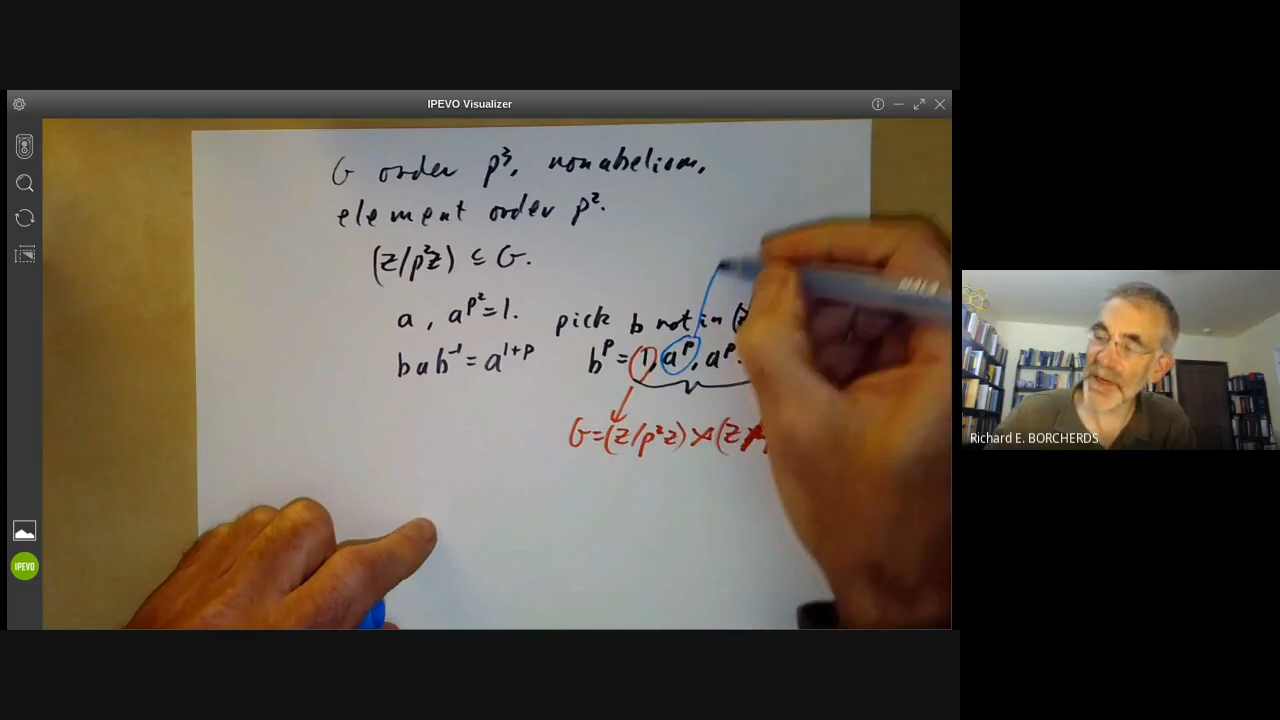 IPEVO Visualizer
G order p³, nonabelian,
element order p².
(Z/p²Z) ⊆ G.
a, a^{p²}=1. pick b not in (Z
bab⁻¹ = a^{1+p} b^p = 1, a^p, a^p
G=(Z/p²Z)⋊(Z
Richard E. BORCHERDS
IPEVO